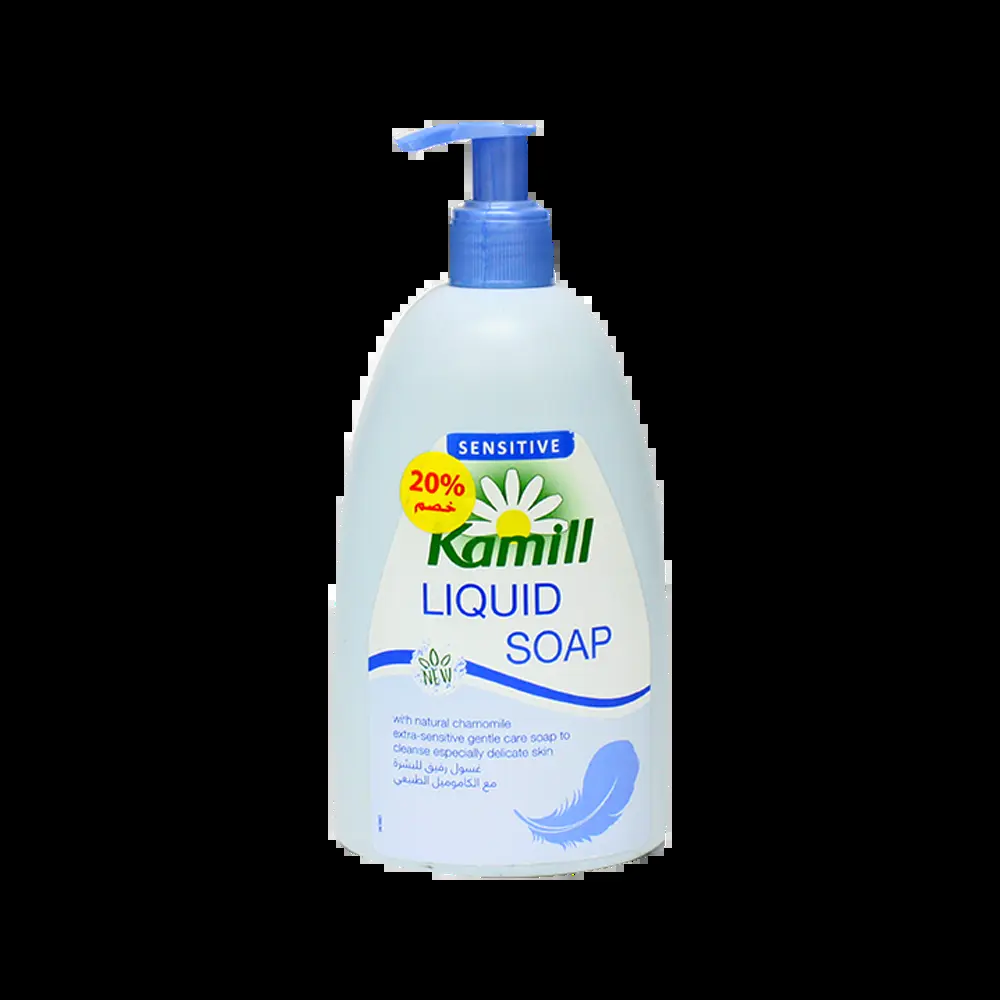 SENSITIVE
20%
خصم
Kamill
LIQUID
SOAP
NEW
with natural chamomile
extra-sensitive gentle care soap to
cleanse especially delicate skin
غسول رفيق للبشرة
مع الكاموميل الطبيعي